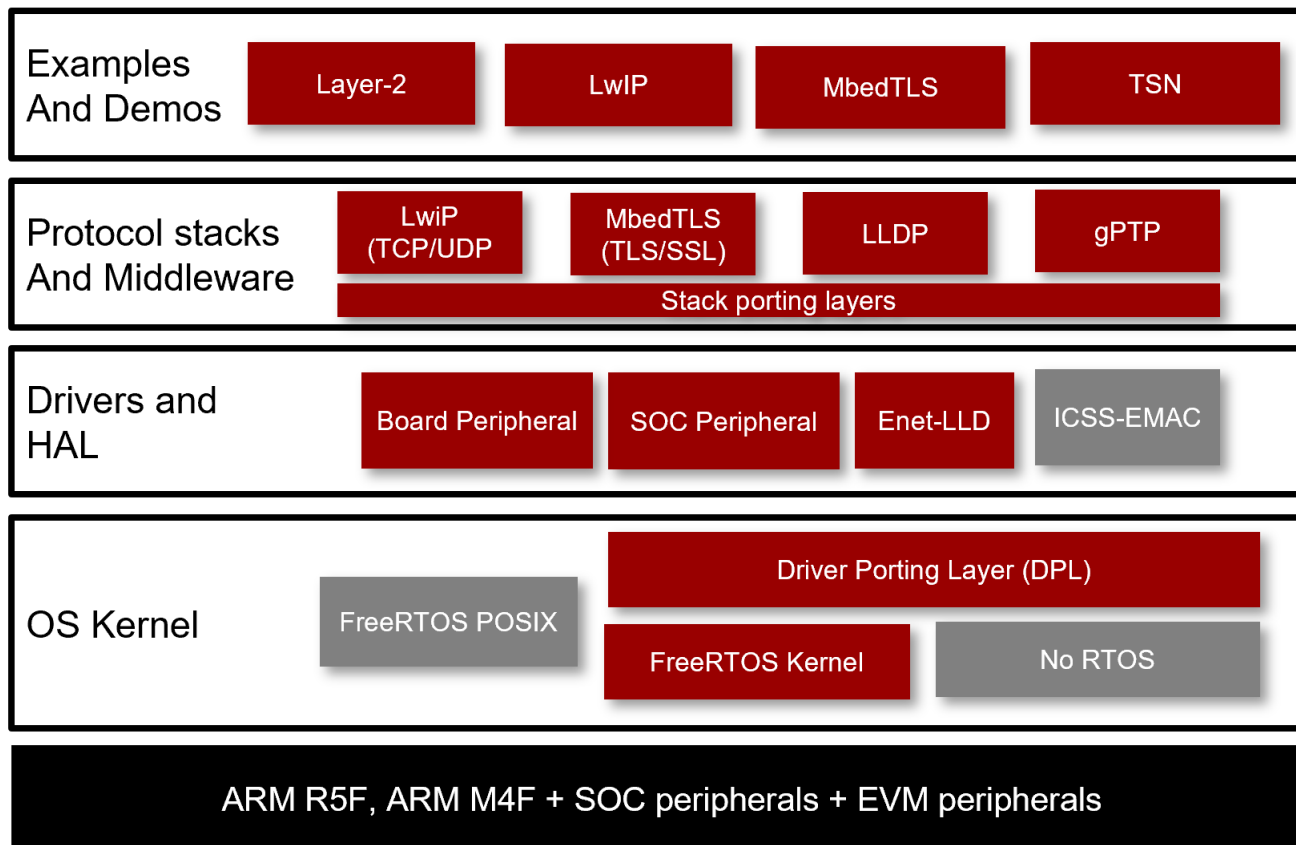 Examples
And Demos
Layer-2
LwIP
MbedTLS
TSN
Protocol stacks
And Middleware
LwiP
(TCP/UDP
MbedTLS
(TLS/SSL)
LLDP
gPTP
Stack porting layers
Drivers and
HAL
Board Peripheral
SOC Peripheral
Enet-LLD
ICSS-EMAC
OS Kernel
FreeRTOS POSIX
Driver Porting Layer (DPL)
FreeRTOS Kernel
No RTOS
ARM R5F, ARM M4F + SOC peripherals + EVM peripherals